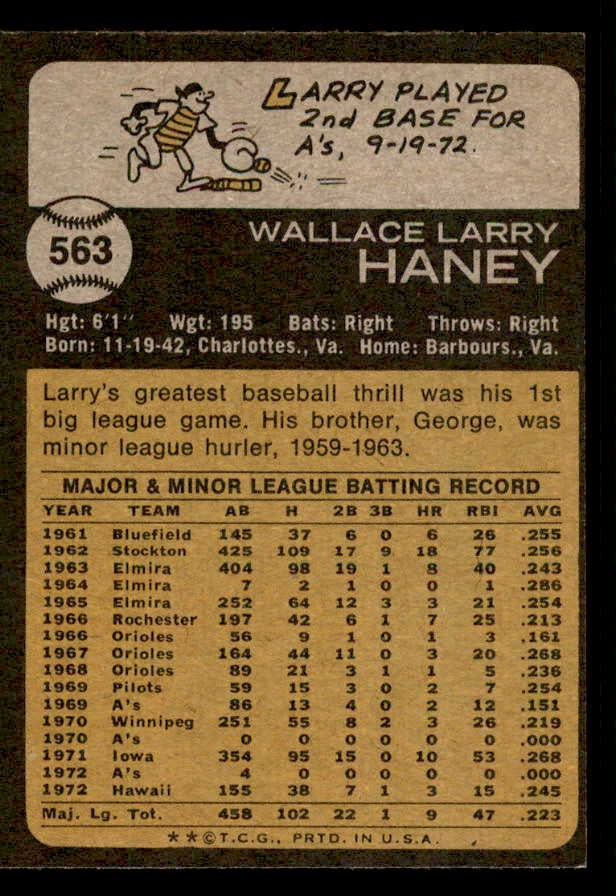 LARRY PLAYED
2nd BASE FOR
A's, 9-19-72.
563
WALLACE LARRY
HANEY
Hgt: 6'1" Wgt: 195 Bats: Right Throws: Right
Born: 11-19-42, Charlottes., Va. Home: Barbours., Va.
Larry's greatest baseball thrill was his 1st
big league game. His brother, George, was
minor league hurler, 1959-1963.
MAJOR & MINOR LEAGUE BATTING RECORD
YEAR TEAM AB H 2B 3B HR RBI AVG
1961 Bluefield 145 37 6 0 6 26 .255
1962 Stockton 425 109 17 9 18 77 .256
1963 Elmira 404 98 19 1 8 40 .243
1964 Elmira 7 2 1 0 0 1 .286
1965 Elmira 252 64 12 3 3 21 .254
1966 Rochester 197 42 6 1 7 25 .213
1966 Orioles 56 9 1 0 1 3 .161
1967 Orioles 164 44 11 0 3 20 .268
1968 Orioles 89 21 3 1 1 5 .236
1969 Pilots 59 15 3 0 2 7 .254
1969 A's 86 13 4 0 2 12 .151
1970 Winnipeg 251 55 8 2 3 26 .219
1970 A's 0 0 0 0 0 0 .000
1971 Iowa 354 95 15 0 10 53 .268
1972 A's 4 0 0 0 0 0 .000
1972 Hawaii 155 38 7 1 3 15 .245
Maj. Lg. Tot. 458 102 22 1 9 47 .223
**©T.C.G., PRTD. IN U.S.A.